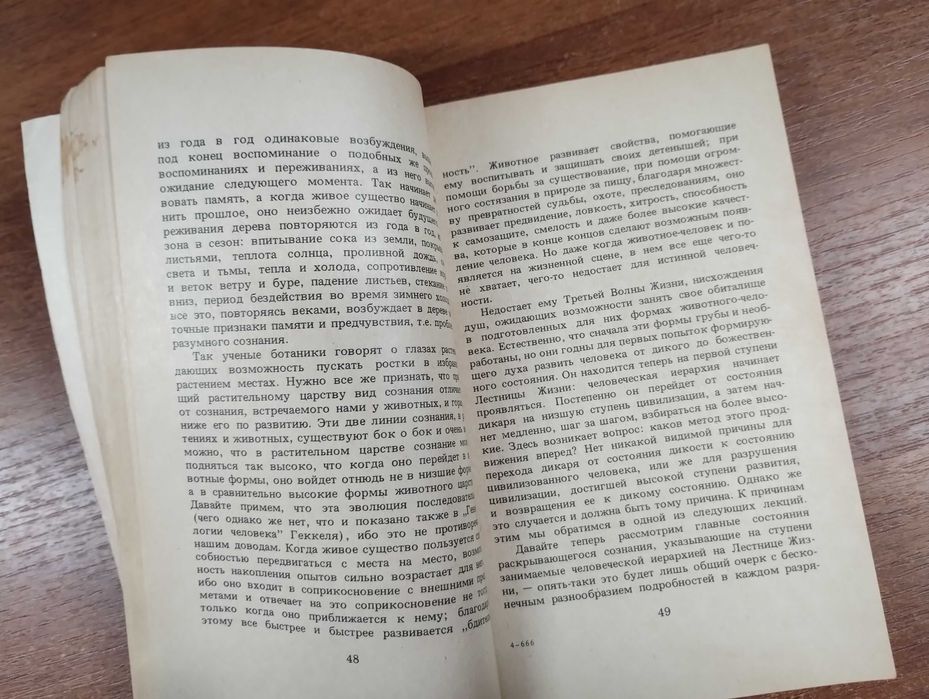 из года в год одинаковые возбуждения,
под конец воспоминание о подобных же
воспоминаниях и переживаниях, а из него
ожидание следующего момента. Так начинает
вовать память, а когда живое существо начинает
нить прошлое, оно неизбежно ожидает
реживания дерева повторяются из года в год
зона в сезон: впитывание сока из земли,
листьями, теплота солнца, проливной дождь,
света и тьмы, тепла и холода, сопротивление
и веток ветру и буре, падение листьев, стекание
вниз, период бездействия во время зимнего
все это, повторяясь веками, возбуждает в дереве
точные признаки памяти и предчувствия, т.е.
разумного сознания.
Так ученые ботаники говорят о глазах
дающих возможность пускать ростки в
растением местах. Нужно все же признать, что
щий растительному царству вид сознания
от сознания, встречаемого нами у животных, и
ниже его по развитию. Эти две линии сознания, в
тениях и животных, существуют бок о бок и очень
можно, что в растительном царстве сознание
подняться так высоко, что когда оно перейдет в
вотные формы, оно войдет отнюдь не в низшие
а в сравнительно высокие формы животного
Давайте примем, что эта эволюция
(чего однако же нет, что и показано также в
логии человека" Геккеля), ибо это не
нашим доводам. Когда живое существо пользуется
собностью передвигаться с места на место,
ность накопления опытов сильно возрастает для
ибо оно входит в соприкосновение с внешними
метами и отвечает на это соприкосновение не
только когда оно приближается к нему;
этому все быстрее и быстрее развивается
48
ность". Животное развивает свойства, помогающие
ему воспитывать и защищать своих детенышей; при
помощи борьбы за существование, при помощи огром-
ного состязания в природе за пищу, благодаря множест-
ву превратностей судьбы, охоте, преследованиям, оно
развивает предвидение, ловкость, хитрость, способность
к самозащите, смелость и даже более высокие качест-
ва, которые в конце концов сделают возможным появ-
ление человека. Но даже когда животное-человек и по-
является на жизненной сцене, в нем все еще чего-то
не хватает, чего-то недостает для истинной человеч-
ности.
Недостает ему Третьей Волны Жизни, нисхождения
душ, ожидающих возможности занять свое обиталище
в подготовленных для них формах животного-чело-
века. Естественно, что сначала эти формы грубы и необ-
работаны, но они годны для первых попыток формирую-
щего духа развить человека от дикого до божествен-
ного состояния. Он находится теперь на первой ступени
Лестницы Жизни: человеческая иерархия начинает
проявляться. Постепенно он перейдет от состояния
дикаря на низшую ступень цивилизации, а затем нач-
нет медленно, шаг за шагом, взбираться на более высо-
кие. Здесь возникает вопрос: каков метод этого прод-
вижения вперед? Нет никакой видимой причины для
перехода дикаря от состояния дикости к состоянию
цивилизованного человека, или же для разрушения
цивилизации, достигшей высокой ступени развития,
и возвращения ее к дикому состоянию. Однако же
это случается и должна быть тому причина. К причинам
этим мы обратимся в одной из следующих лекций.
Давайте теперь рассмотрим главные состояния
раскрывающегося сознания, указывающие на ступени
занимаемые человеческой иерархией на Лестнице Жиз-
ни, — опять-таки это будет лишь общий очерк с беско-
нечным разнообразием подробностей в каждом разря-
49
4-666